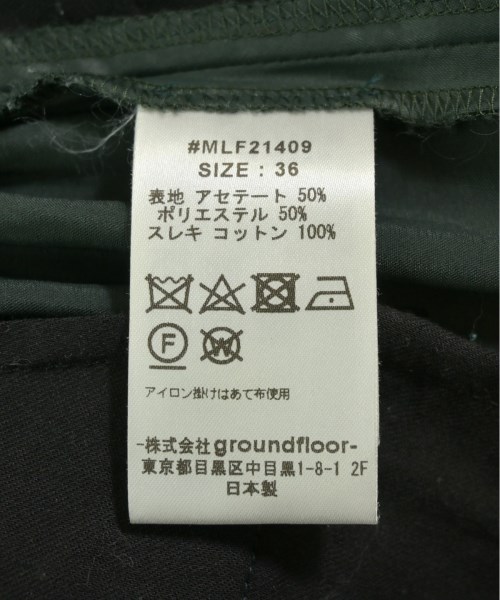 #MLF21409
SIZE : 36
表地 アセテート 50%
ポリエステル 50%
スレキ コットン 100%
F W
アイロン掛けはあて布使用
-株式会社groundfloor-
東京都目黒区中目黒1-8-1 2F
日本製